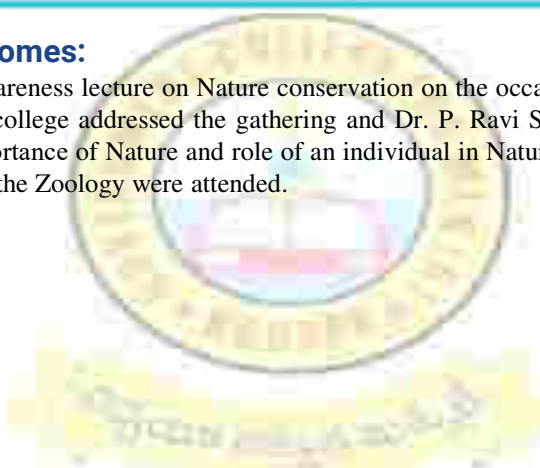 omes:
areness lecture on Nature conservation on the occa
college addressed the gathering and Dr. P. Ravi S
ortance of Nature and role of an individual in Natur
the Zoology were attended.